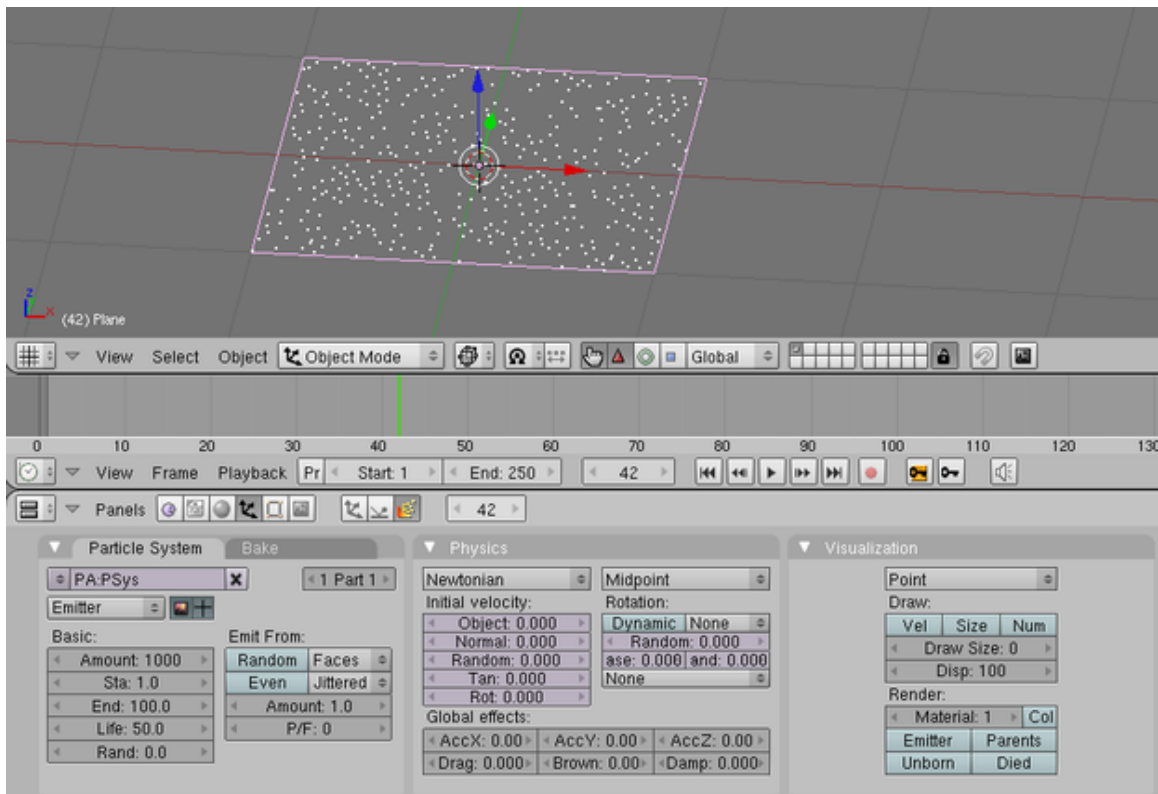 z
x
(42) Plane
View Select Object Object Mode Global
0 10 20 30 40 50 60 70 80 90 100 110 120 130
View Frame Playback Pr Start: 1 End: 250 42
Panels 42
Particle System Bake Physics Visualization
PA:PSys X 1 Part 1 Newtonian Midpoint Point
Emitter Initial velocity: Rotation: Draw:
Object: 0.000 Dynamic None Vel Size Num
Basic: Emit From: Normal: 0.000 Random: 0.000 Draw Size: 0
Amount: 1000 Random Faces Random: 0.000 ase: 0.000 and: 0.000 Disp: 100
Sta: 1.0 Even Jittered Tan: 0.000 None
End: 100.0 Amount: 1.0 Rot: 0.000 Render:
Life: 50.0 P/F: 0 Global effects: Material: 1 Col
Rand: 0.0 AccX: 0.00 AccY: 0.00 AccZ: 0.00 Emitter Parents
Drag: 0.000 Brown: 0.00 Damp: 0.000 Unborn Died